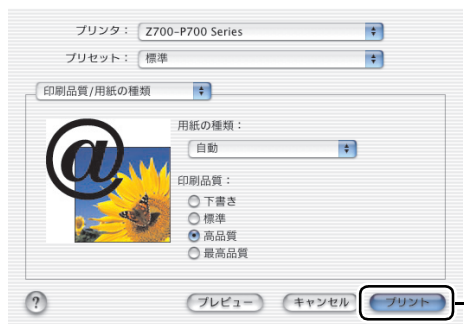 プリンタ： Z700-P700 Series
プリセット： 標準
印刷品質/用紙の種類
@
用紙の種類：
自動
印刷品質：
下書き
標準
高品質
最高品質
? プレビュー キャンセル プリント